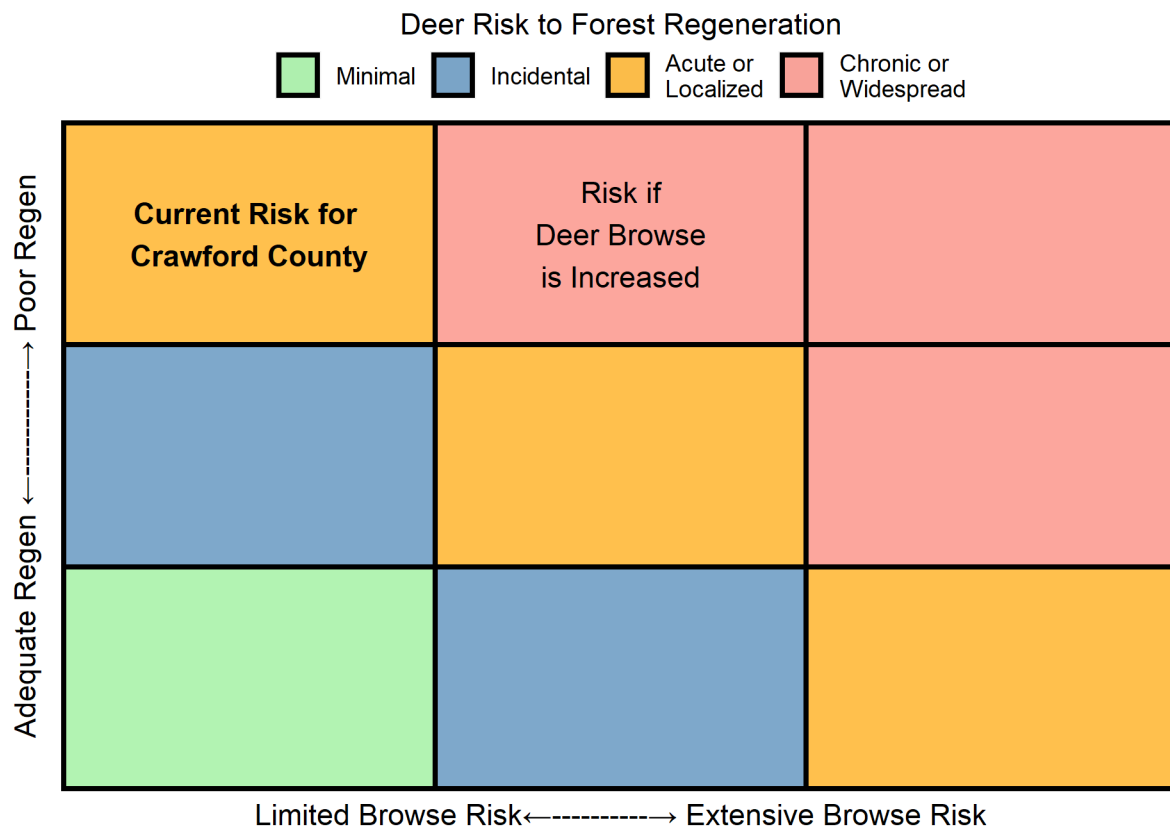 Deer Risk to Forest Regeneration
Minimal
Incidental
Acute or
Localized
Chronic or
Widespread
Current Risk for
Crawford County
Risk if
Deer Browse
is Increased
Adequate Regen ←-----------→ Poor Regen
Limited Browse Risk←-----------→ Extensive Browse Risk